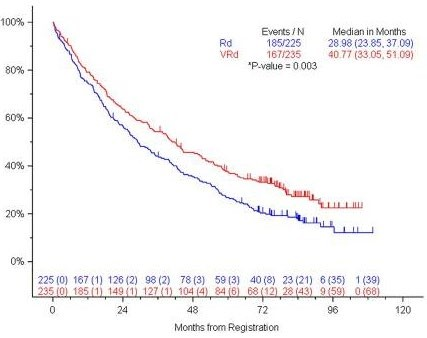 Events / N Median in Months
Rd 185/225 28.98 (23.85, 37.09)
VRd 167/235 40.77 (33.05, 51.09)
*P-value = 0.003
100%
80%
60%
40%
20%
0%
225 (0) 167 (1) 126 (2) 98 (2) 78 (3) 59 (3) 40 (8) 23 (21) 6 (35) 1 (39)
235 (0) 185 (1) 149 (1) 127 (1) 104 (4) 84 (6) 68 (12) 28 (43) 9 (59) 0 (68)
0 24 48 72 96 120
Months from Registration